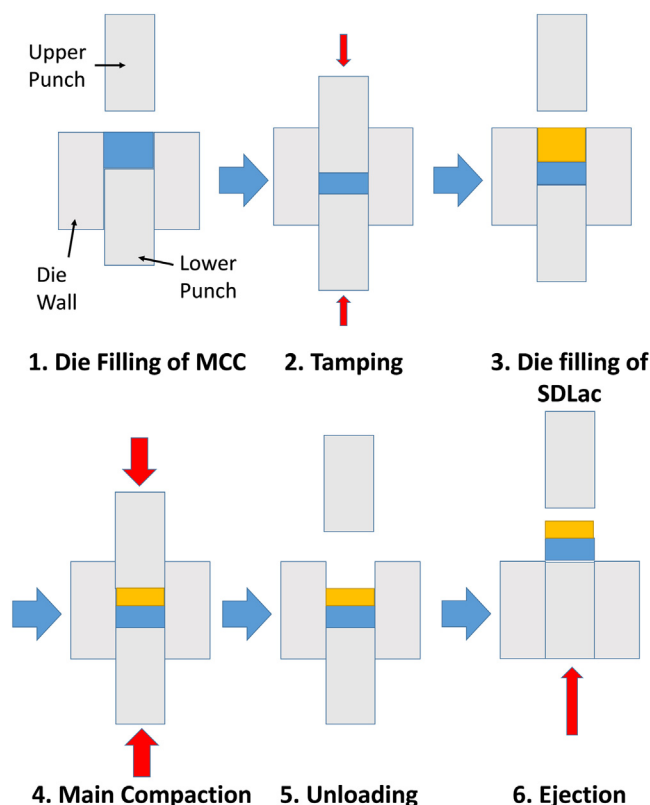 Upper
Punch
Die
Wall
Lower
Punch
1. Die Filling of MCC
2. Tamping
3. Die filling of
SDLac
4. Main Compaction
5. Unloading
6. Ejection